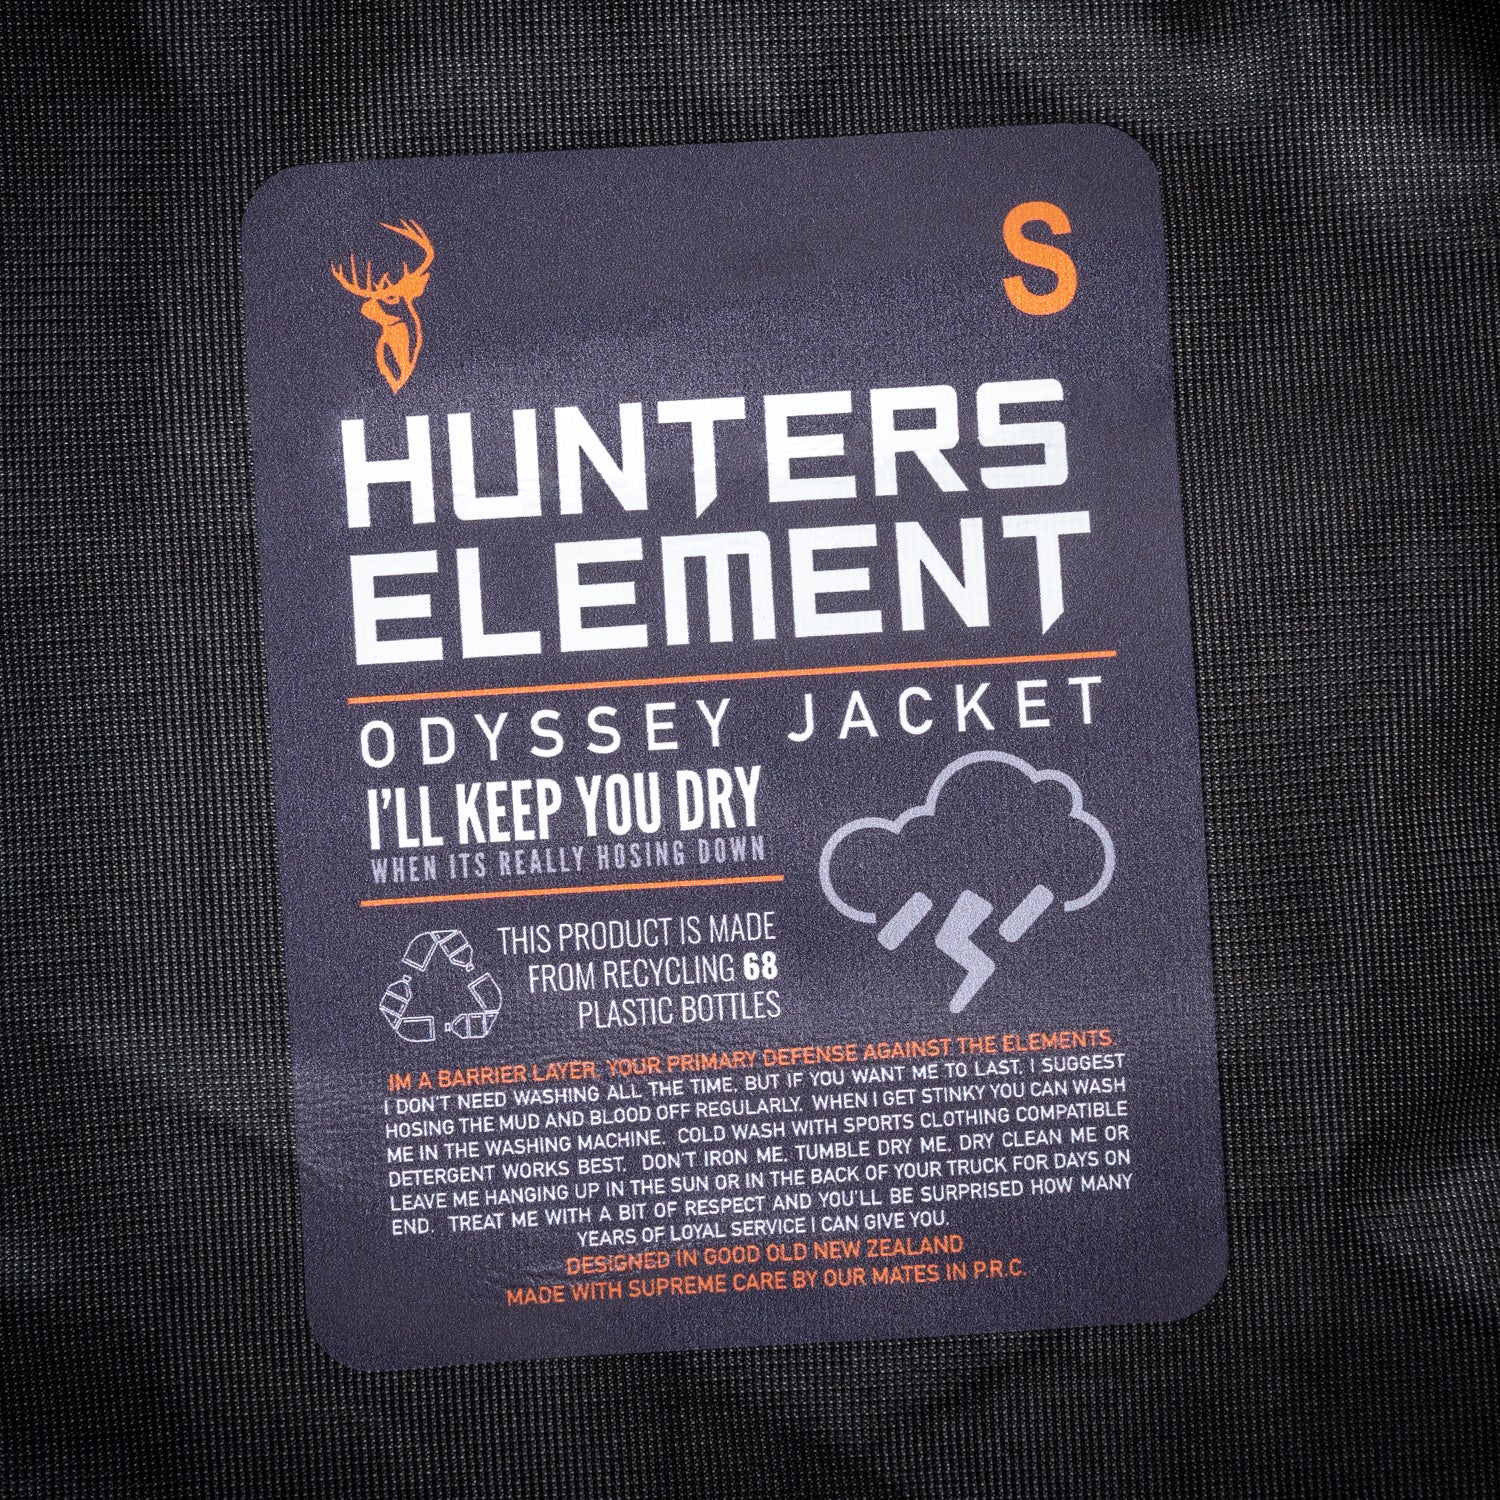 S
HUNTERS
ELEMENT
ODYSSEY JACKET
I'LL KEEP YOU DRY
WHEN ITS REALLY HOSING DOWN
THIS PRODUCT IS MADE
FROM RECYCLING 68
PLASTIC BOTTLES
IM A BARRIER LAYER, YOUR PRIMARY DEFENSE AGAINST THE ELEMENTS.
I DON'T NEED WASHING ALL THE TIME, BUT IF YOU WANT ME TO LAST, I SUGGEST
HOSING THE MUD AND BLOOD OFF REGULARLY. WHEN I GET STINKY YOU CAN WASH
ME IN THE WASHING MACHINE. COLD WASH WITH SPORTS CLOTHING COMPATIBLE
DETERGENT WORKS BEST. DON'T IRON ME, TUMBLE DRY ME, DRY CLEAN ME OR
LEAVE ME HANGING UP IN THE SUN OR IN THE BACK OF YOUR TRUCK FOR DAYS ON
END. TREAT ME WITH A BIT OF RESPECT AND YOU'LL BE SURPRISED HOW MANY
YEARS OF LOYAL SERVICE I CAN GIVE YOU.
DESIGNED IN GOOD OLD NEW ZEALAND
MADE WITH SUPREME CARE BY OUR MATES IN P.R.C.